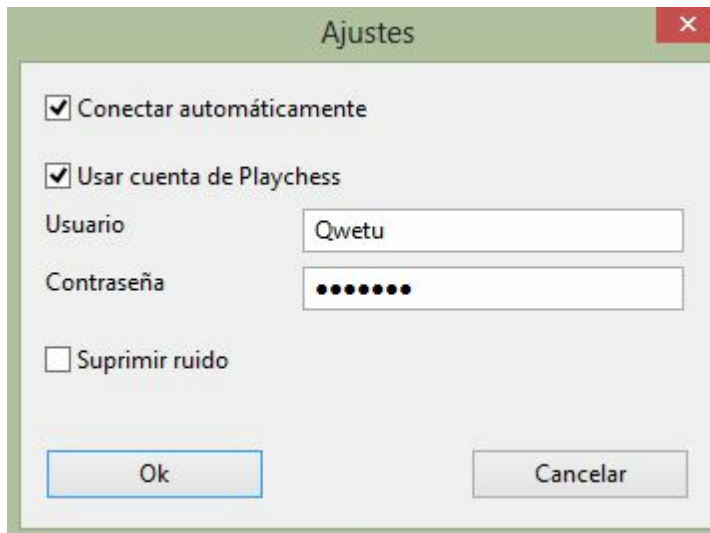 Ajustes
Conectar automáticamente
Usar cuenta de Playchess
Usuario Qwetu
Contraseña •••••••
Suprimir ruido
Ok Cancelar